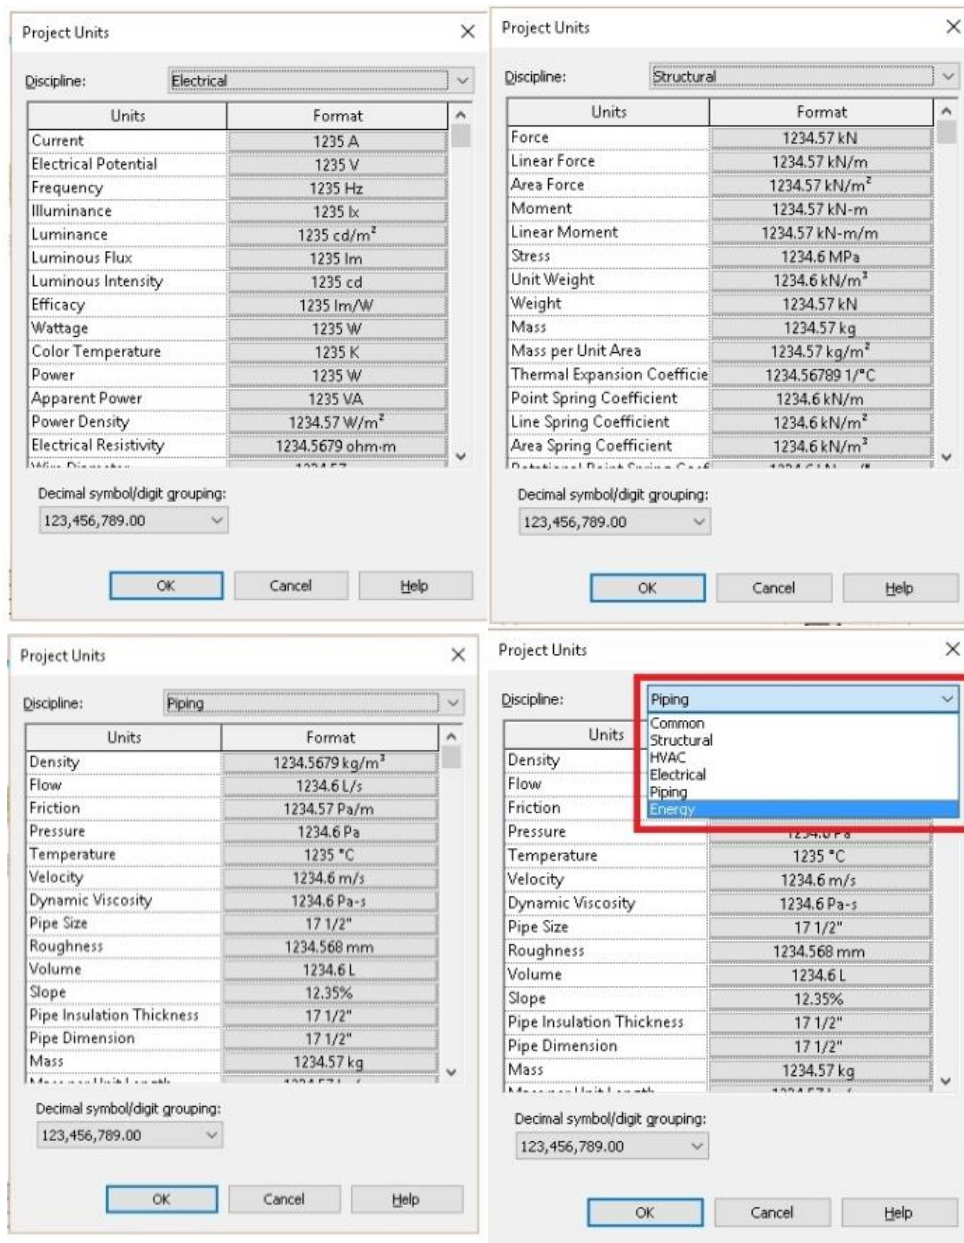 Project Units
Discipline: Electrical
Units Format
Current 1235 A
Electrical Potential 1235 V
Frequency 1235 Hz
Illuminance 1235 lx
Luminance 1235 cd/m²
Luminous Flux 1235 lm
Luminous Intensity 1235 cd
Efficacy 1235 lm/W
Wattage 1235 W
Color Temperature 1235 K
Power 1235 W
Apparent Power 1235 VA
Power Density 1234.57 W/m²
Electrical Resistivity 1234.5679 ohm-m
Decimal symbol/digit grouping:
123,456,789.00
OK Cancel Help
Project Units
Discipline: Structural
Units Format
Force 1234.57 kN
Linear Force 1234.57 kN/m
Area Force 1234.57 kN/m²
Moment 1234.57 kN-m
Linear Moment 1234.57 kN-m/m
Stress 1234.6 MPa
Unit Weight 1234.6 kN/m³
Weight 1234.57 kN
Mass 1234.57 kg
Mass per Unit Area 1234.57 kg/m²
Thermal Expansion Coefficie 1234.56789 1/°C
Point Spring Coefficient 1234.6 kN/m
Line Spring Coefficient 1234.6 kN/m²
Area Spring Coefficient 1234.6 kN/m³
Decimal symbol/digit grouping:
123,456,789.00
OK Cancel Help
Project Units
Discipline: Piping
Units Format
Density 1234.5679 kg/m³
Flow 1234.6 L/s
Friction 1234.57 Pa/m
Pressure 1234.6 Pa
Temperature 1235 °C
Velocity 1234.6 m/s
Dynamic Viscosity 1234.6 Pa-s
Pipe Size 17 1/2"
Roughness 1234.568 mm
Volume 1234.6 L
Slope 12.35%
Pipe Insulation Thickness 17 1/2"
Pipe Dimension 17 1/2"
Mass 1234.57 kg
Decimal symbol/digit grouping:
123,456,789.00
OK Cancel Help
Project Units
Discipline: Piping
Common
Structural
HVAC
Electrical
Piping
Energy
Units
Density
Flow
Friction
Pressure
Temperature 1235 °C
Velocity 1234.6 m/s
Dynamic Viscosity 1234.6 Pa-s
Pipe Size 17 1/2"
Roughness 1234.568 mm
Volume 1234.6 L
Slope 12.35%
Pipe Insulation Thickness 17 1/2"
Pipe Dimension 17 1/2"
Mass 1234.57 kg
Decimal symbol/digit grouping:
123,456,789.00
OK Cancel Help